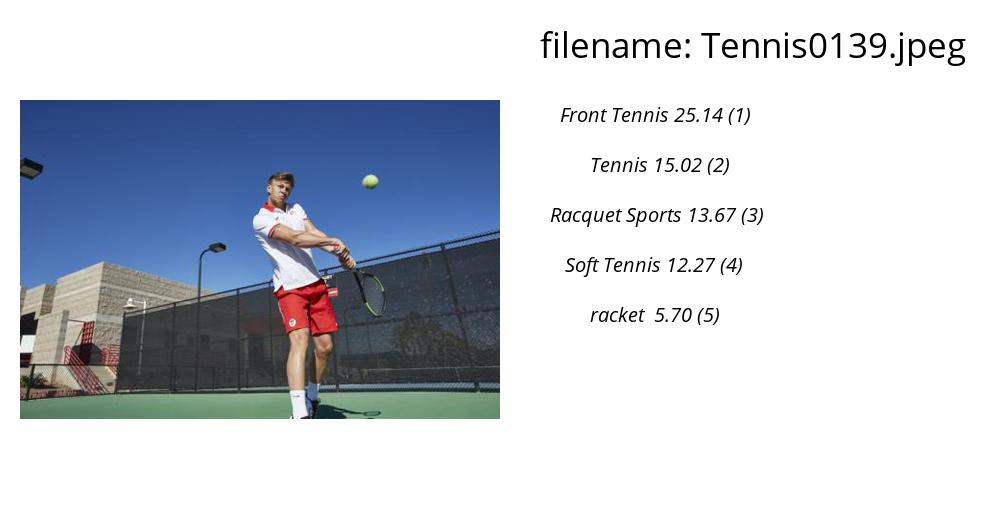 filename: Tennis0139.jpeg
Front Tennis 25.14 (1)
Tennis 15.02 (2)
Racquet Sports 13.67 (3)
Soft Tennis 12.27 (4)
racket  5.70 (5)